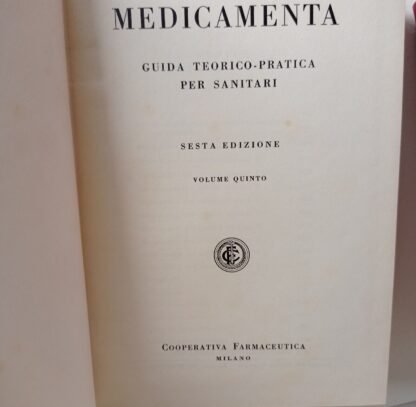 MEDICAMENTA
GUIDA TEORICO-PRATICA
PER SANITARI
SESTA EDIZIONE
VOLUME QUINTO
COOPERATIVA FARMACEUTICA
MILANO